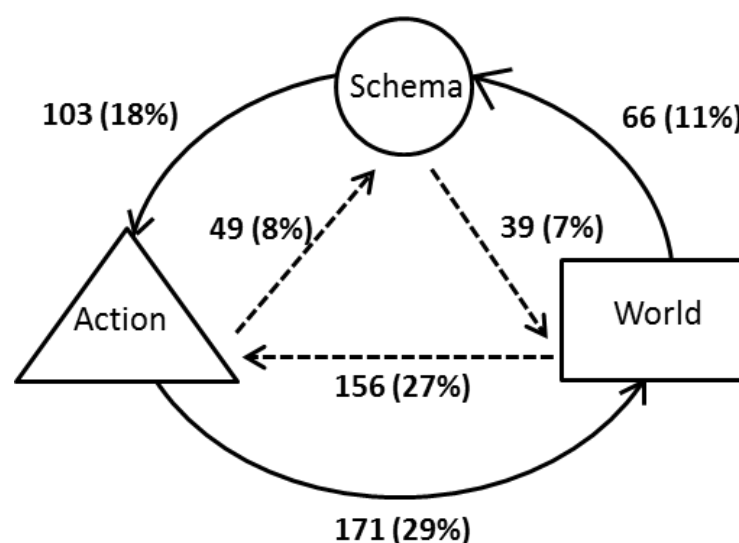 Schema
103 (18%)
66 (11%)
49 (8%)
39 (7%)
Action
World
156 (27%)
171 (29%)